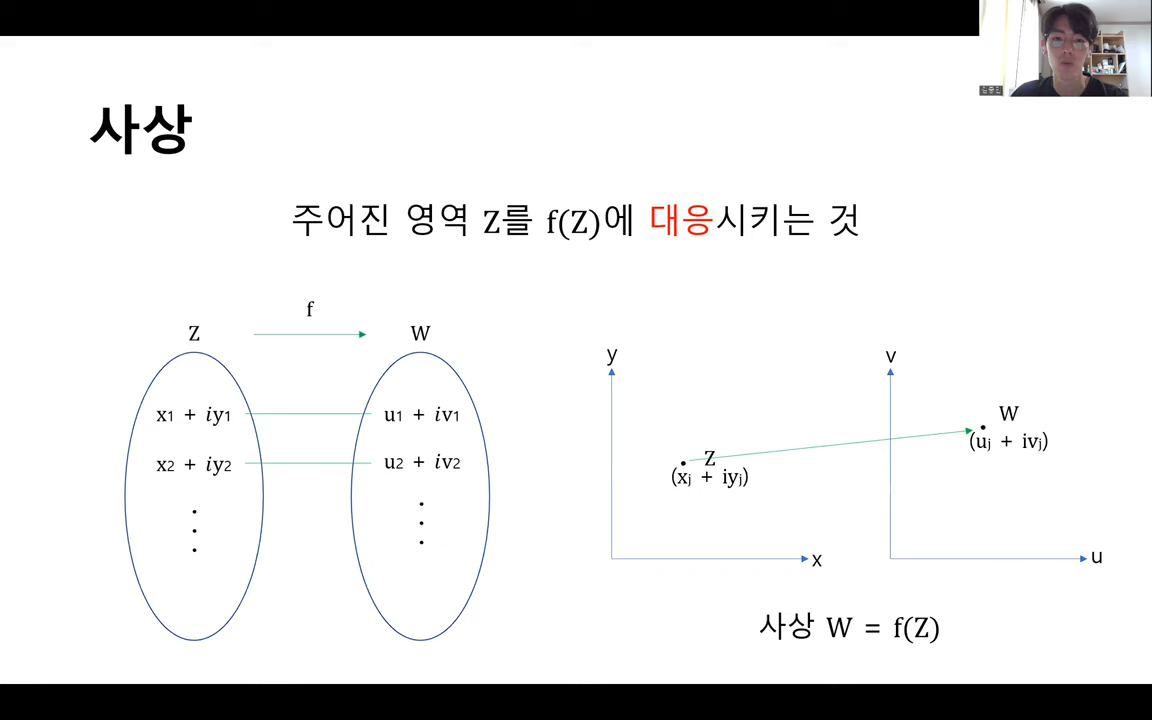 사상
주어진 영역 Z를 f(Z)에 대응시키는 것
f
Z
W
x1 + iy1
u1 + iv1
x2 + iy2
u2 + iv2
y
v
Z
(xj + iyj)
W
(uj + ivj)
x
u
사상 W = f(Z)